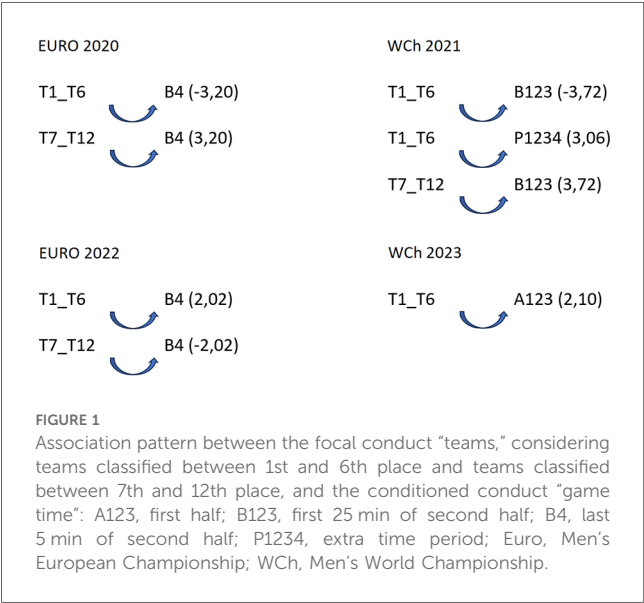 EURO 2020
T1_T6 B4 (-3,20)
T7_T12 B4 (3,20)
WCh 2021
T1_T6 B123 (-3,72)
T1_T6 P1234 (3,06)
T7_T12 B123 (3,72)
EURO 2022
T1_T6 B4 (2,02)
T7_T12 B4 (-2,02)
WCh 2023
T1_T6 A123 (2,10)
FIGURE 1
Association pattern between the focal conduct “teams,” considering
teams classified between 1st and 6th place and teams classified
between 7th and 12th place, and the conditioned conduct “game
time”: A123, first half; B123, first 25 min of second half; B4, last
5 min of second half; P1234, extra time period; Euro, Men’s
European Championship; WCh, Men’s World Championship.